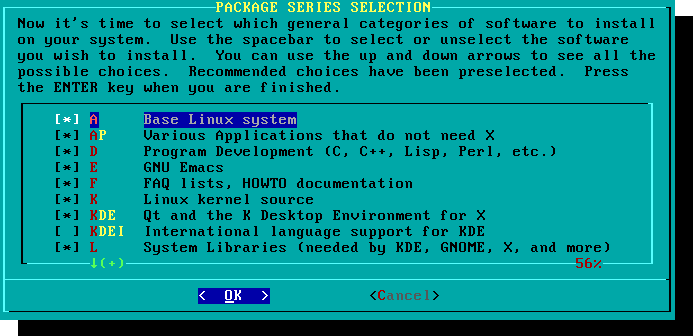 PACKAGE SERIES SELECTION
Now it's time to select which general categories of software to install
on your system.  Use the spacebar to select or unselect the software
you wish to install.  You can use the up and down arrows to see all the
possible choices.  Recommended choices have been preselected.  Press
the ENTER key when you are finished.
[*] A Base Linux system
[*] AP Various Applications that do not need X
[*] D Program Development (C, C++, Lisp, Perl, etc.)
[*] E GNU Emacs
[*] F FAQ lists, HOWTO documentation
[*] K Linux kernel source
[*] KDE Qt and the K Desktop Environment for X
[ ] KDEI International language support for KDE
[*] L System Libraries (needed by KDE, GNOME, X, and more)
↓(+) 56%
< OK > <Cancel>